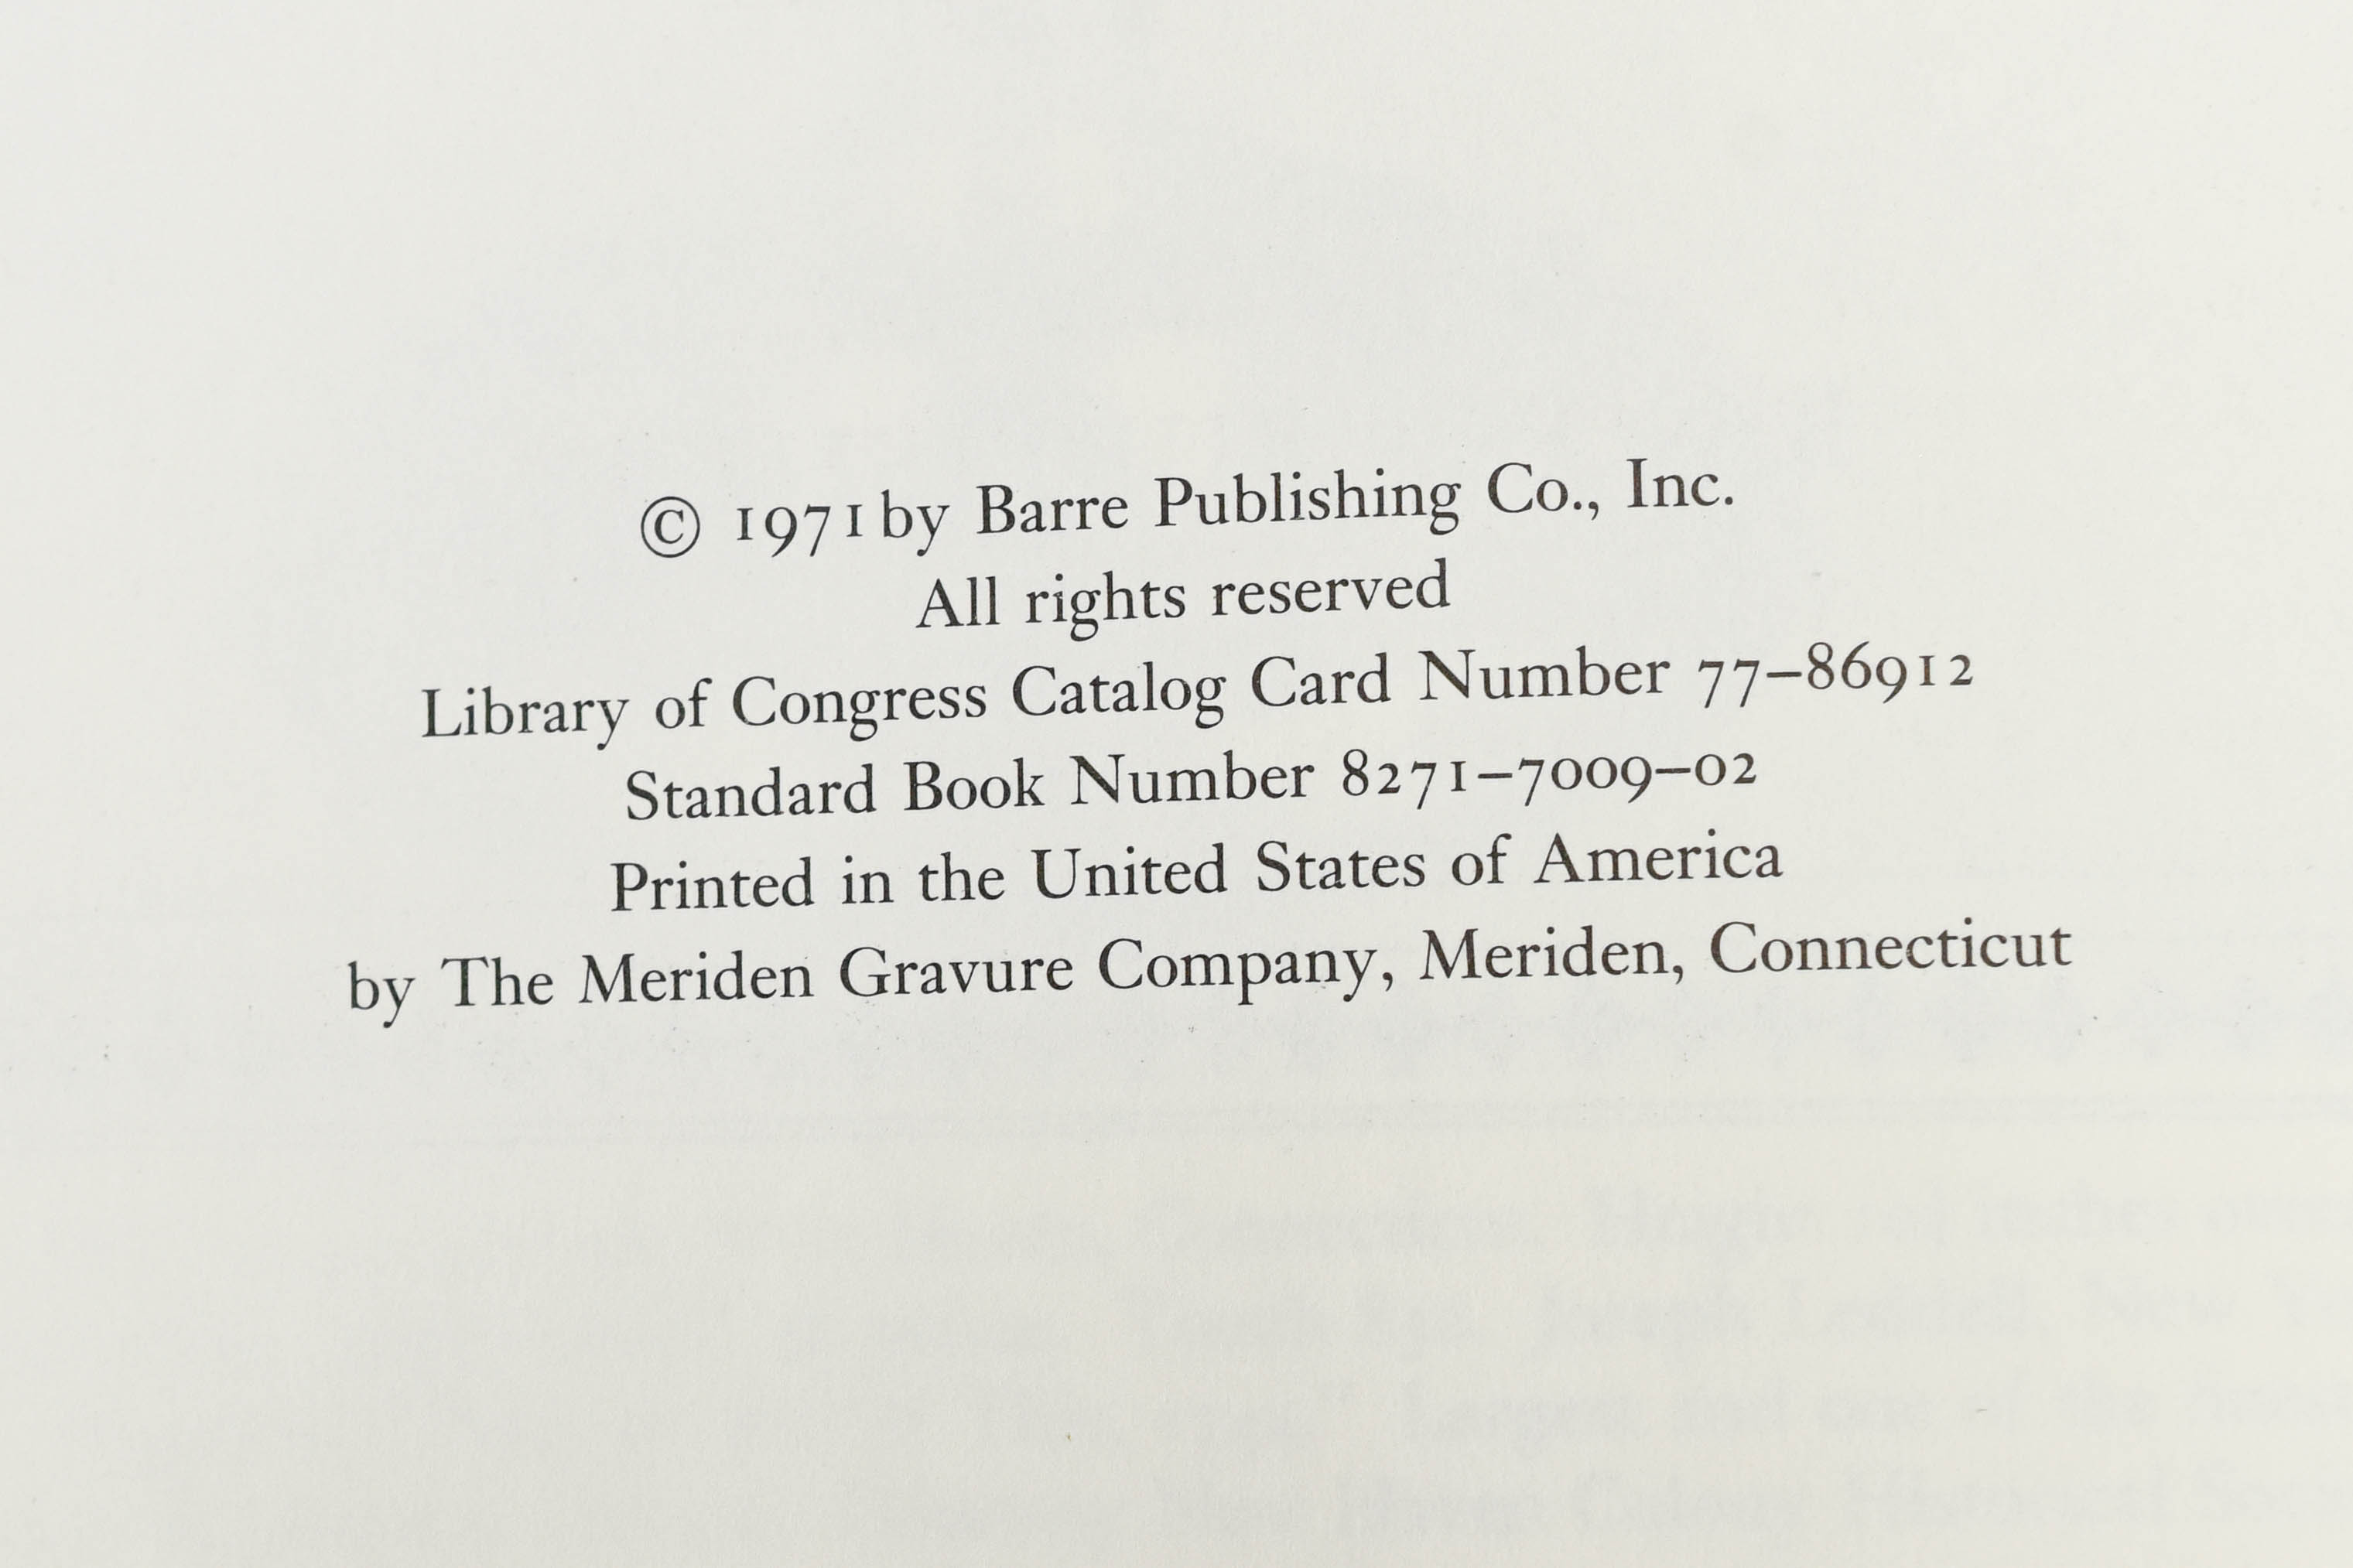 © 1971 by Barre Publishing Co., Inc.
All rights reserved
Library of Congress Catalog Card Number 77–86912
Standard Book Number 8271–7009–02
Printed in the United States of America
by The Meriden Gravure Company, Meriden, Connecticut